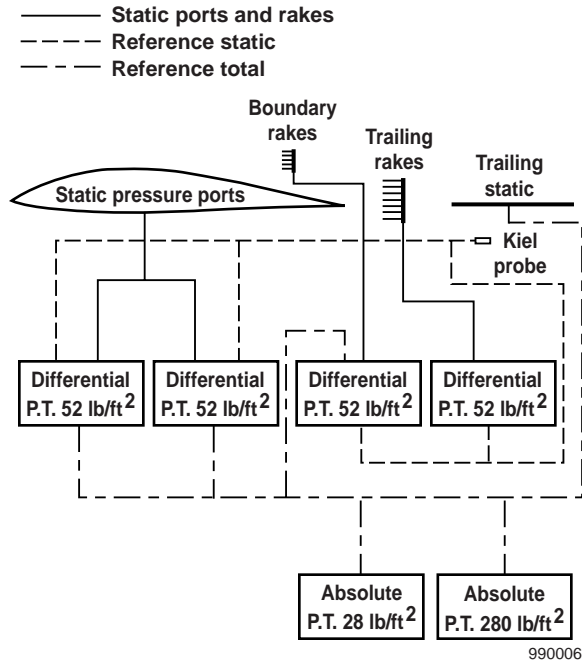 Static ports and rakes
Reference static
Reference total
Boundary
rakes
Trailing
rakes
Trailing
static
Static pressure ports
Kiel
probe
Differential
P.T. 52 lb/ft2
Differential
P.T. 52 lb/ft2
Differential
P.T. 52 lb/ft2
Differential
P.T. 52 lb/ft2
Absolute
P.T. 28 lb/ft2
Absolute
P.T. 280 lb/ft2
990006